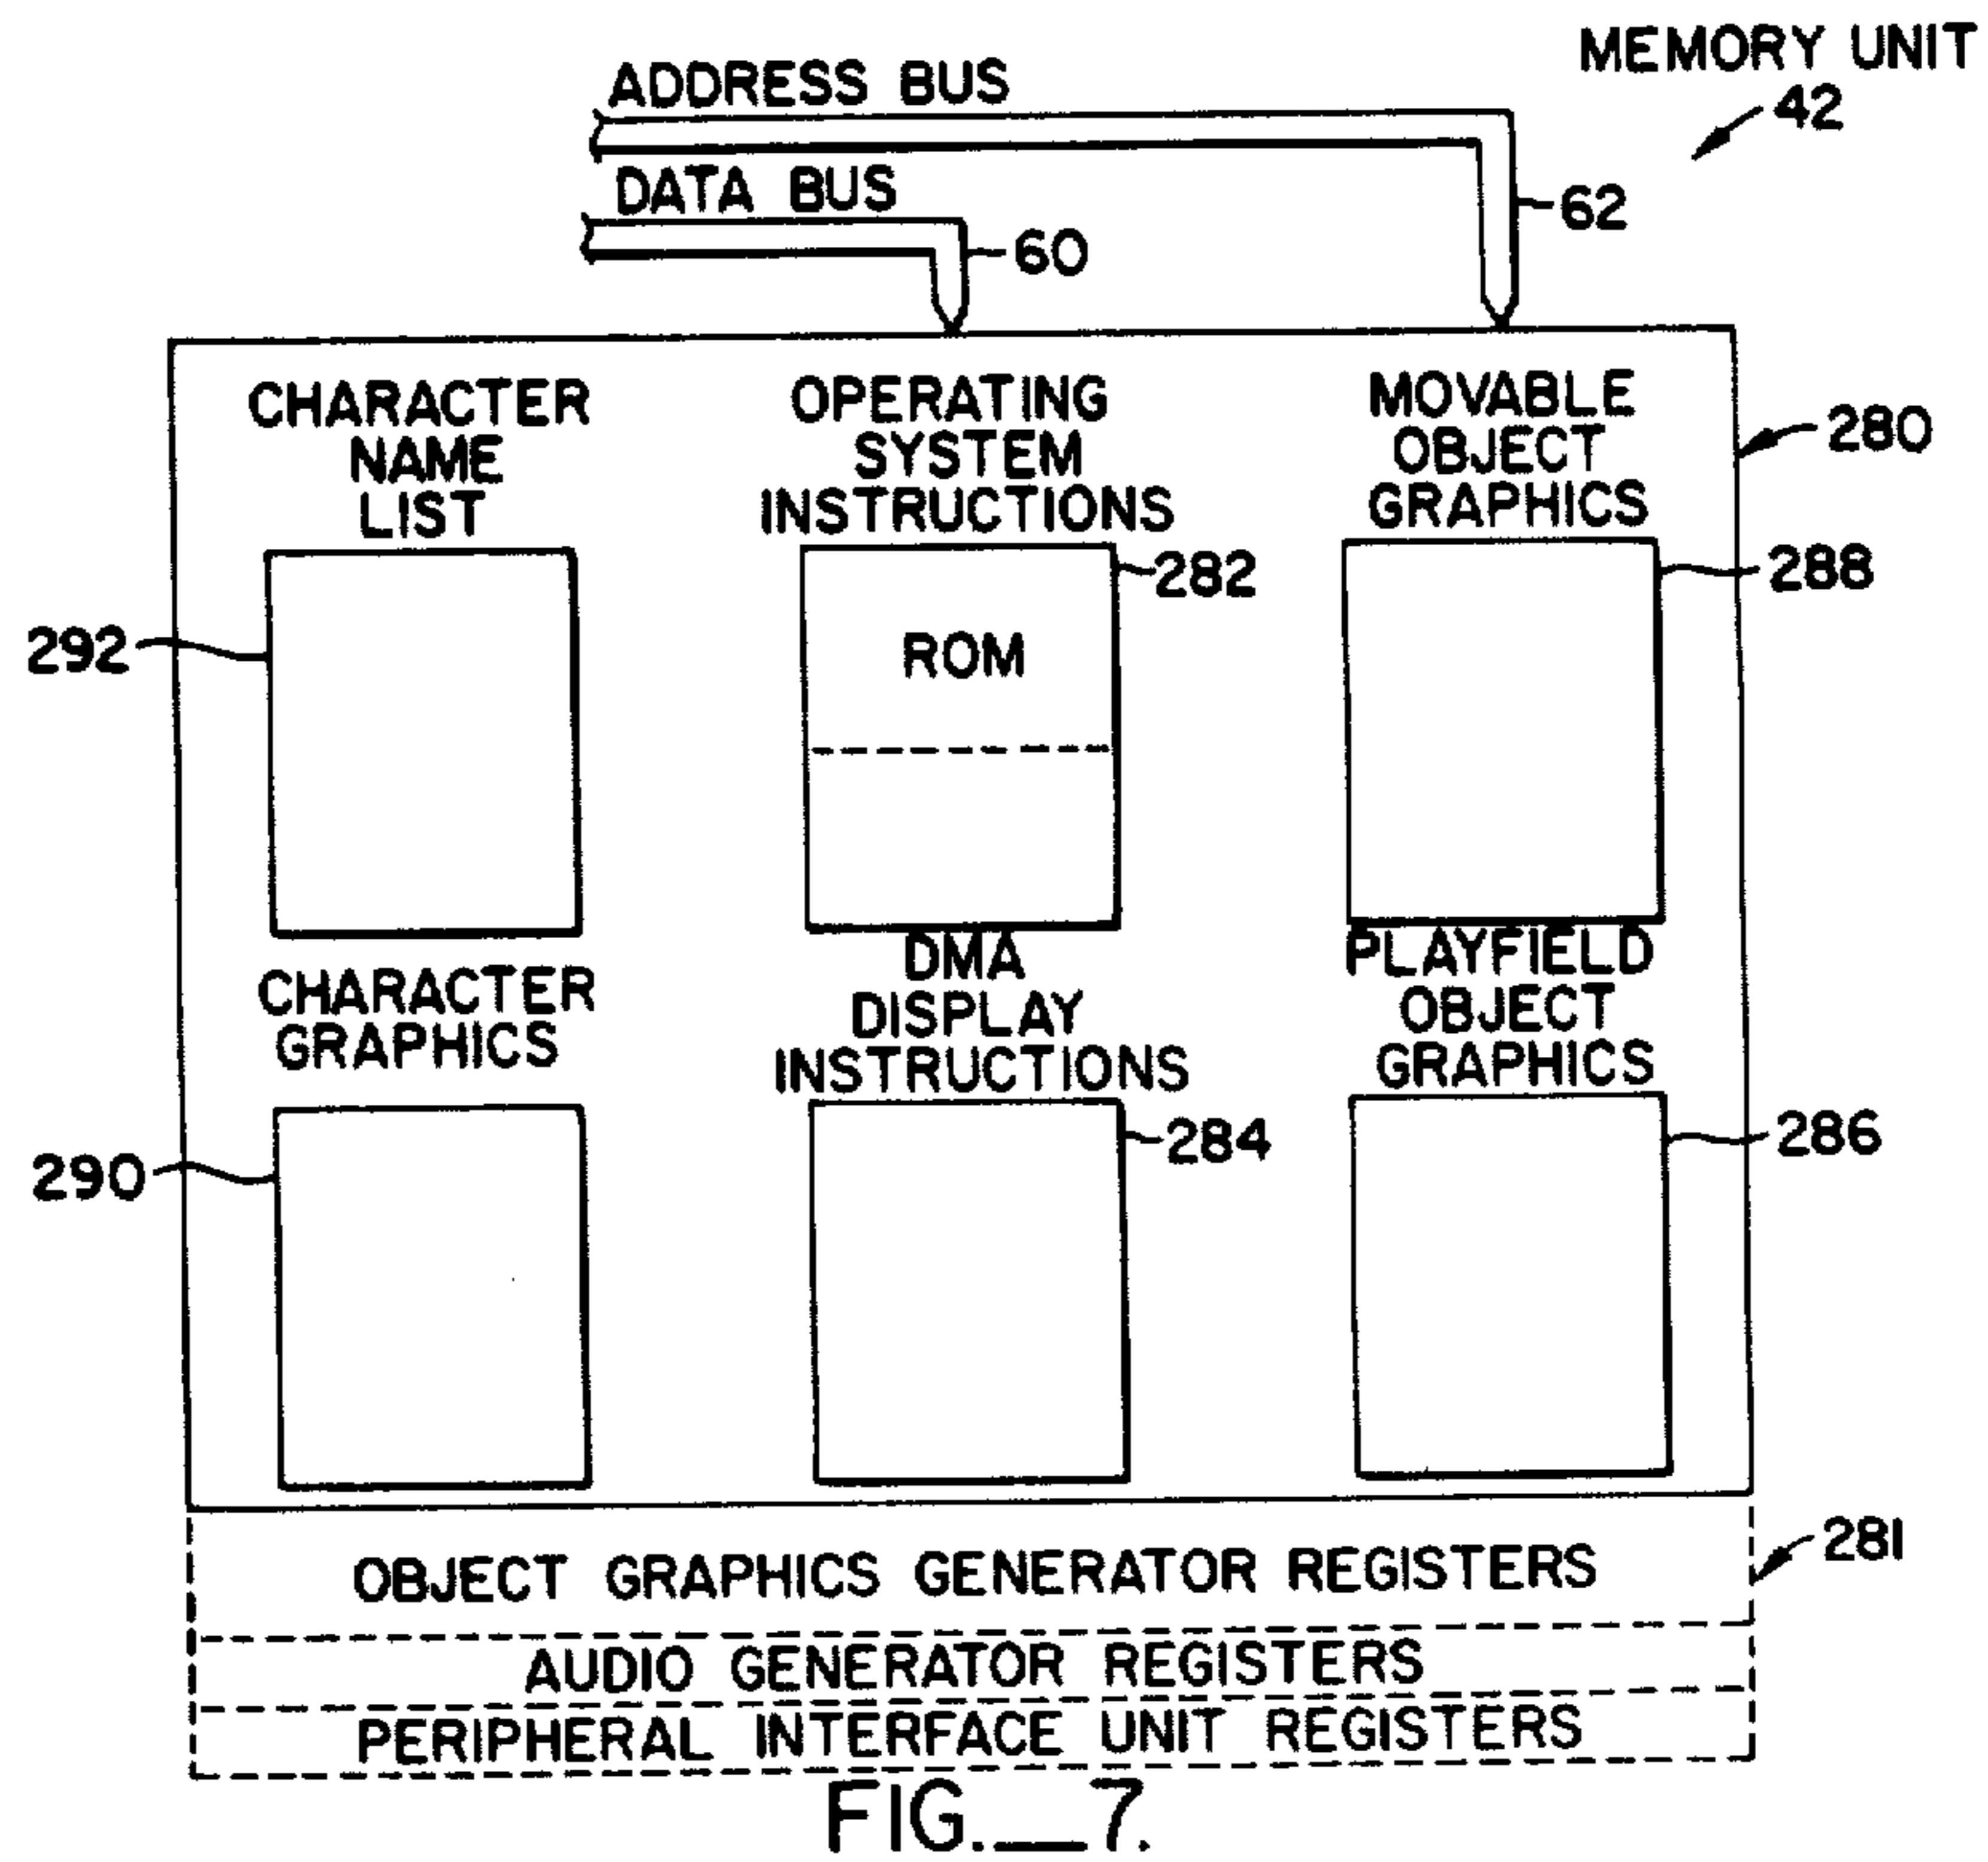 MEMORY UNIT
42
ADDRESS BUS
62
DATA BUS
60
280
CHARACTER
NAME
LIST
292
OPERATING
SYSTEM
INSTRUCTIONS
282
ROM
MOVABLE
OBJECT
GRAPHICS
288
CHARACTER
GRAPHICS
290
DMA
DISPLAY
INSTRUCTIONS
284
PLAYFIELD
OBJECT
GRAPHICS
286
281
OBJECT GRAPHICS GENERATOR REGISTERS
AUDIO GENERATOR REGISTERS
PERIPHERAL INTERFACE UNIT REGISTERS
FIG._7.